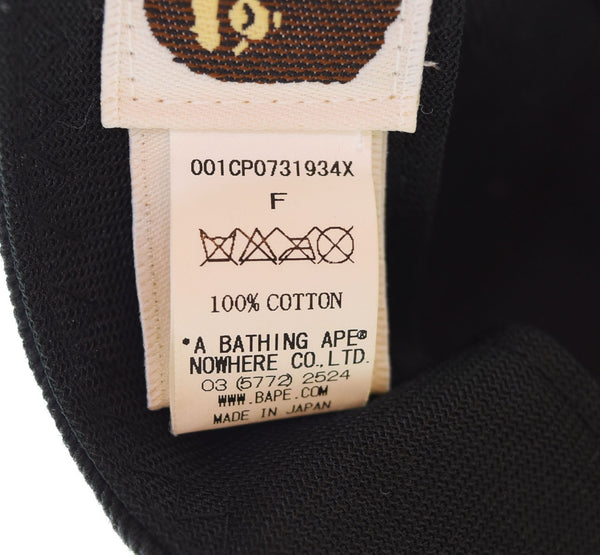 001CP0731934X
F
100% COTTON
*A BATHING APE®
NOWHERE CO.,LTD.
03 (5772) 2524
WWW.BAPE.COM
MADE IN JAPAN